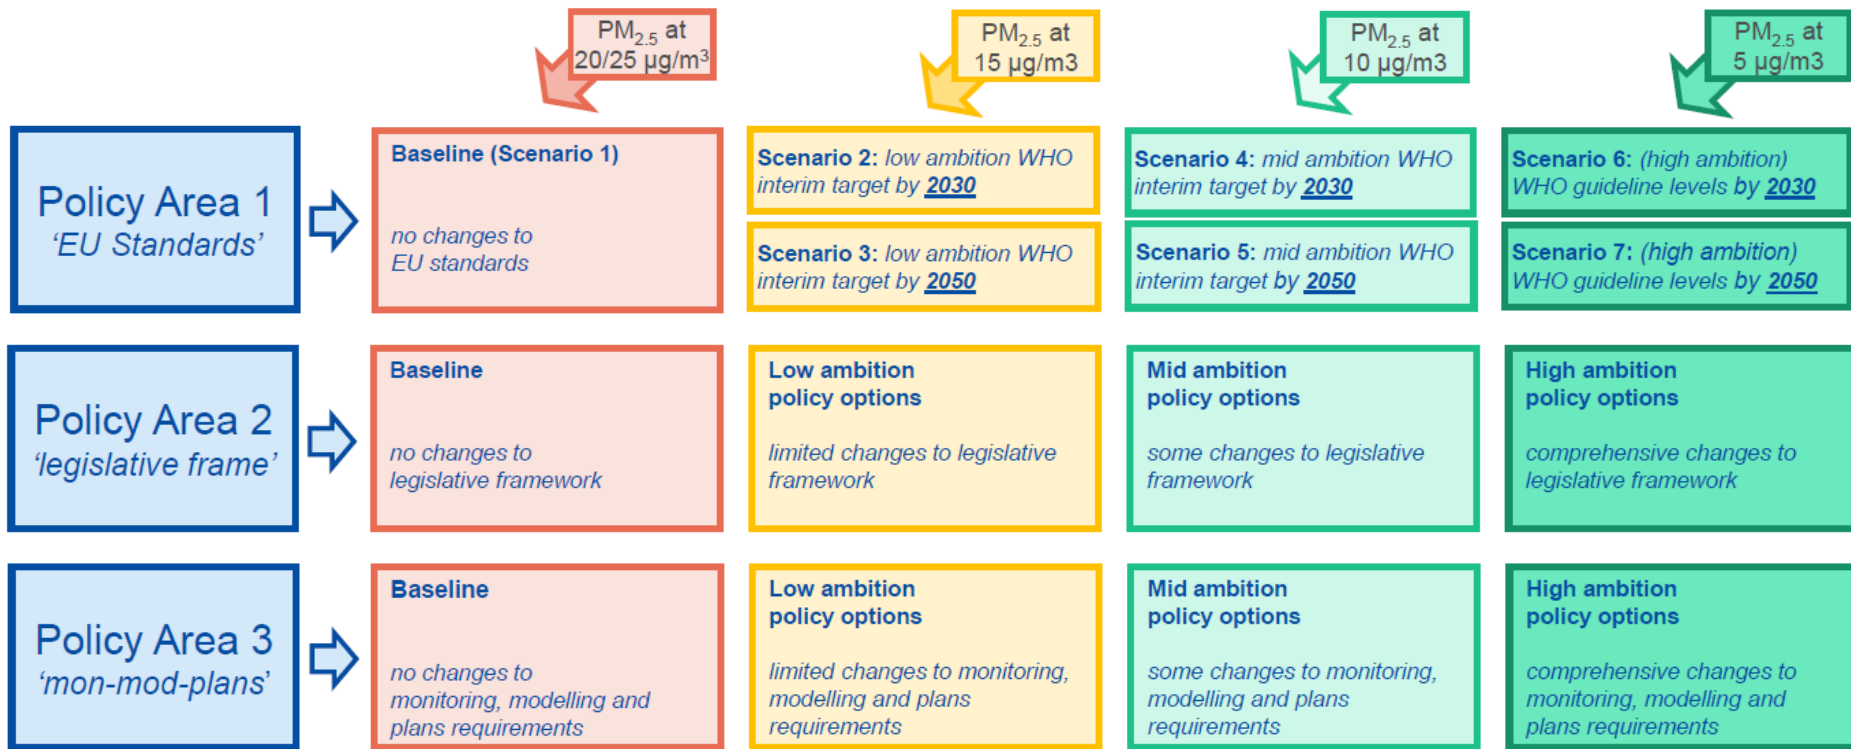 PM2.5 at
20/25 µg/m³
PM2.5 at
15 µg/m3
PM2.5 at
10 µg/m3
PM2.5 at
5 µg/m3
Policy Area 1
‘EU Standards’
Baseline (Scenario 1)
no changes to
EU standards
Scenario 2: low ambition WHO
interim target by 2030
Scenario 3: low ambition WHO
interim target by 2050
Scenario 4: mid ambition WHO
interim target by 2030
Scenario 5: mid ambition WHO
interim target by 2050
Scenario 6: (high ambition)
WHO guideline levels by 2030
Scenario 7: (high ambition)
WHO guideline levels by 2050
Policy Area 2
‘legislative frame’
Baseline
no changes to
legislative framework
Low ambition
policy options
limited changes to legislative
framework
Mid ambition
policy options
some changes to legislative
framework
High ambition
policy options
comprehensive changes to
legislative framework
Policy Area 3
‘mon-mod-plans’
Baseline
no changes to
monitoring, modelling and
plans requirements
Low ambition
policy options
limited changes to monitoring,
modelling and plans
requirements
Mid ambition
policy options
some changes to monitoring,
modelling and plans
requirements
High ambition
policy options
comprehensive changes to
monitoring, modelling and
plans requirements